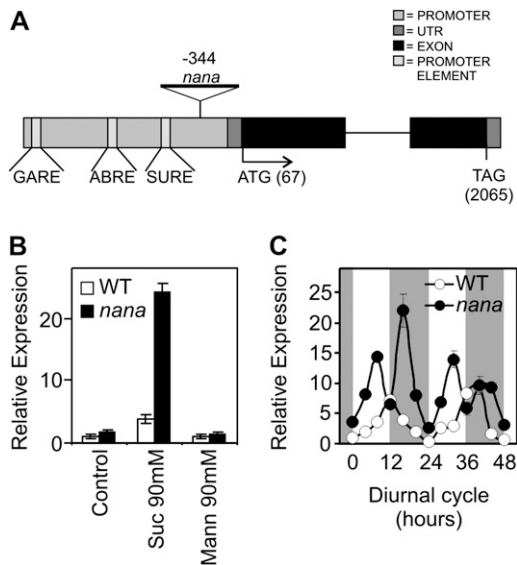 A
= PROMOTER
= UTR
= EXON
= PROMOTER
ELEMENT
-344
nana
GARE
ABRE
SURE
ATG (67)
TAG
(2065)
B
Relative Expression
20
10
0
WT
nana
Control
Suc 90mM
Mann 90mM
C
Relative Expression
25
20
15
10
5
0
WT
nana
0 12 24 36 48
Diurnal cycle
(hours)